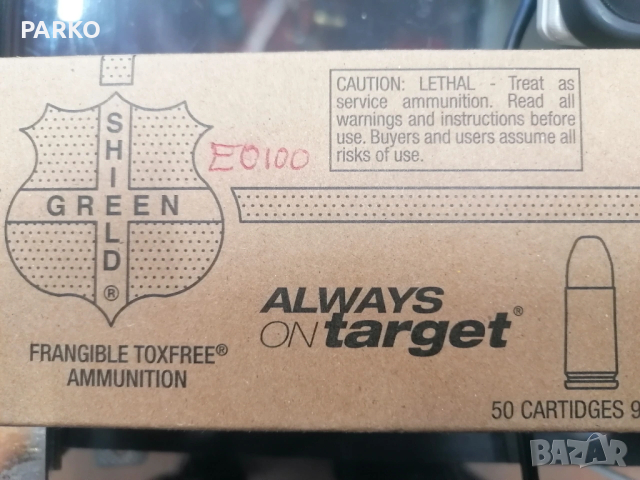 PARKO
CAUTION: LETHAL - Treat as
service ammunition. Read all
warnings and instructions before
use. Buyers and users assume all
risks of use.
SHIELD
GREEN
®
E0100
ALWAYS
ON target®
FRANGIBLE TOXFREE®
AMMUNITION
50 CARTIDGES 9
BAZAR